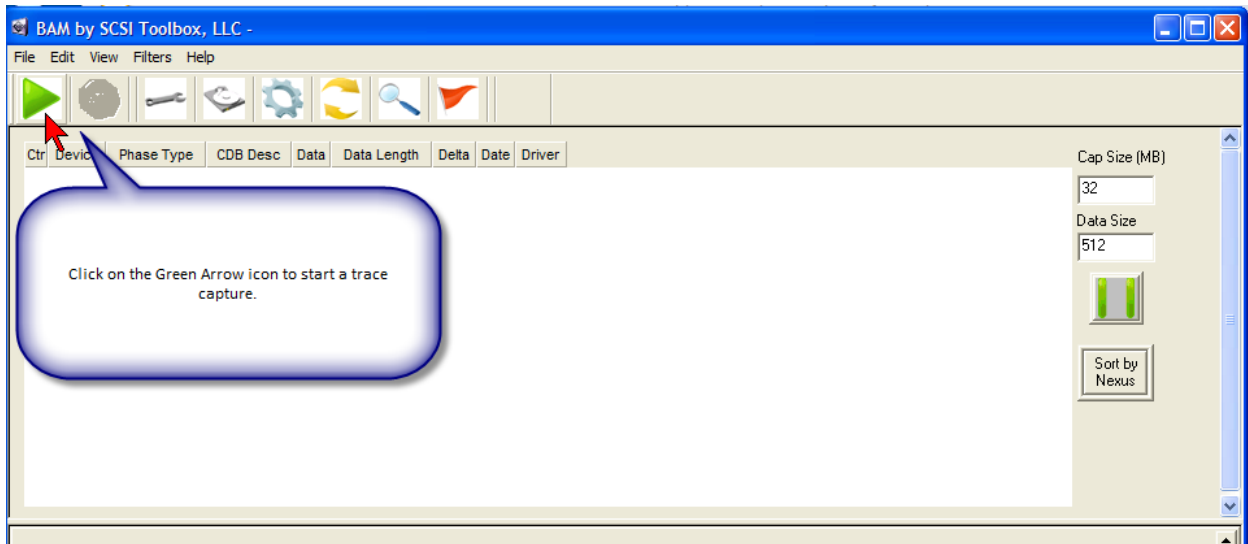 BAM by SCSI Toolbox, LLC -
File Edit View Filters Help
Ctr Devic Phase Type CDB Desc Data Data Length Delta Date Driver
Cap Size (MB)
32
Data Size
512
Click on the Green Arrow icon to start a trace
capture.
Sort by
Nexus